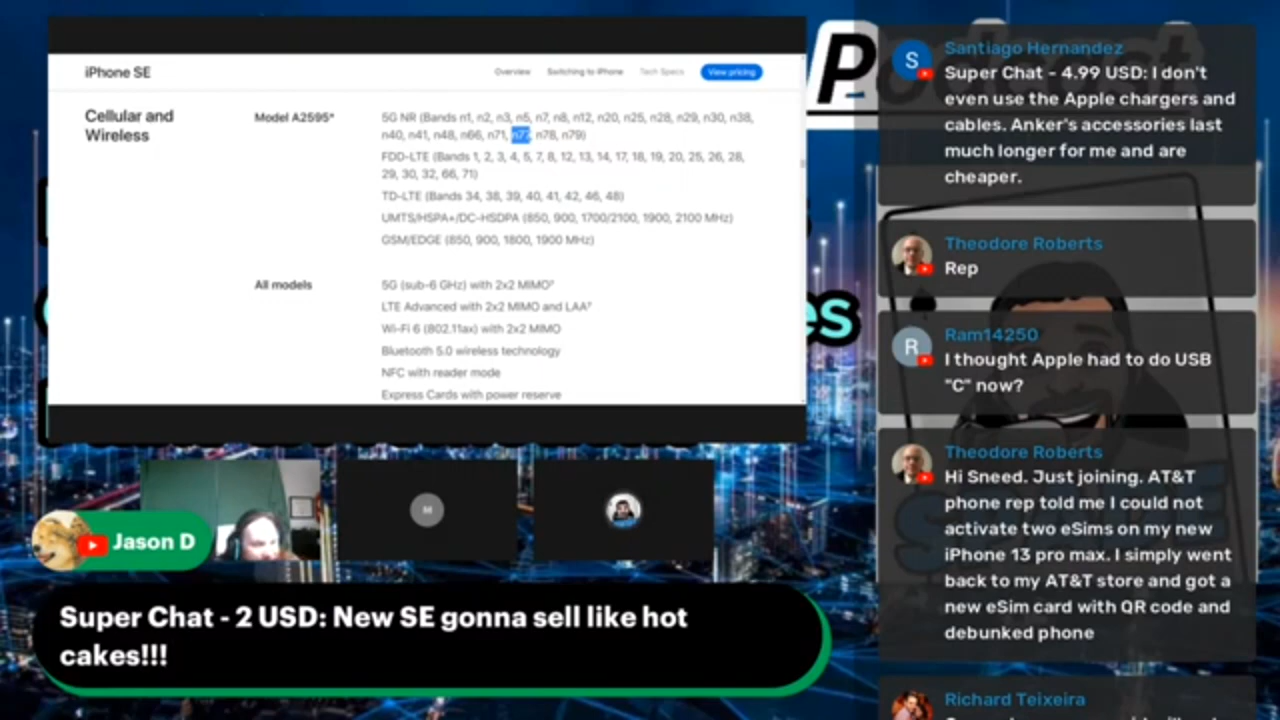 iPhone SE
Overview
Switching to iPhone
Tech Specs
View pricing
Cellular and
Wireless
Model A2595*
5G NR (Bands n1, n2, n3, n5, n7, n8, n12, n20, n25, n28, n29, n30, n38,
n40, n41, n48, n66, n71, n77, n78, n79)
FDD-LTE (Bands 1, 2, 3, 4, 5, 7, 8, 12, 13, 14, 17, 18, 19, 20, 25, 26, 28,
29, 30, 32, 66, 71)
TD-LTE (Bands 34, 38, 39, 40, 41, 42, 46, 48)
UMTS/HSPA+/DC-HSDPA (850, 900, 1700/2100, 1900, 2100 MHz)
GSM/EDGE (850, 900, 1800, 1900 MHz)
All models
5G (sub-6 GHz) with 2x2 MIMO⁷
LTE Advanced with 2x2 MIMO and LAA⁷
Wi-Fi 6 (802.11ax) with 2x2 MIMO
Bluetooth 5.0 wireless technology
NFC with reader mode
Express Cards with power reserve
M
Jason D
Super Chat - 2 USD: New SE gonna sell like hot
cakes!!!
Podcast
S
Santiago Hernandez
Super Chat - 4.99 USD: I don't
even use the Apple chargers and
cables. Anker's accessories last
much longer for me and are
cheaper.
Theodore Roberts
Rep
R
Ram14250
I thought Apple had to do USB
"C" now?
Theodore Roberts
Hi Sneed. Just joining. AT&T
phone rep told me I could not
activate two eSims on my new
iPhone 13 pro max. I simply went
back to my AT&T store and got a
new eSim card with QR code and
debunked phone
Richard Teixeira